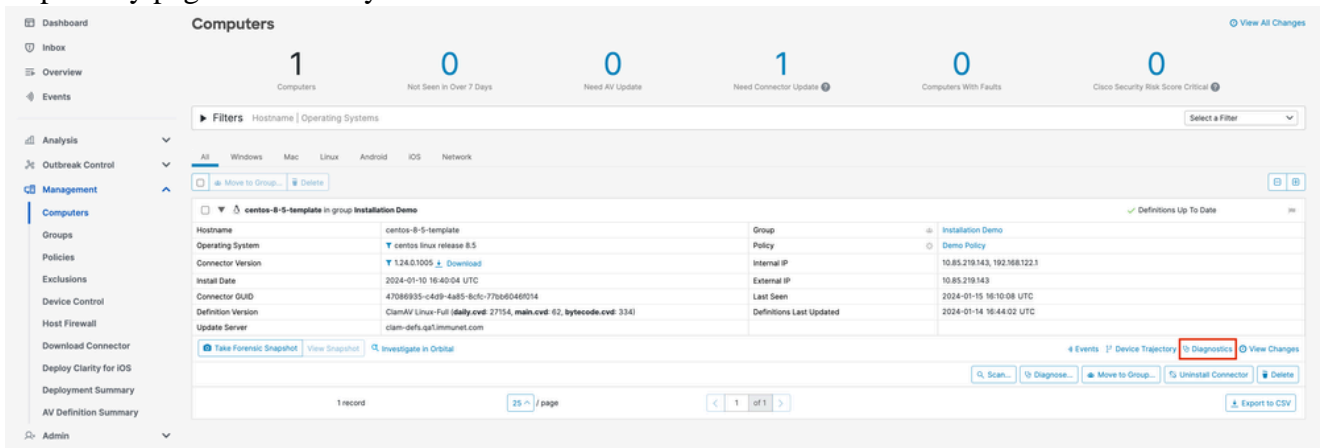 Dashboard
Inbox
Overview
Events
Analysis
Outbreak Control
Management
Computers
Groups
Policies
Exclusions
Device Control
Host Firewall
Download Connector
Deploy Clarity for iOS
Deployment Summary
AV Definition Summary
Admin
Computers
View All Changes
1 0 0 1 0 0
Computers Not Seen in Over 7 Days Need AV Update Need Connector Update Computers With Faults Cisco Security Risk Score Critical
Filters Hostname | Operating Systems Select a Filter
All Windows Mac Linux Android iOS Network
Move to Group... Delete
centos-8-5-template in group Installation Demo Definitions Up To Date
Hostname centos-8-5-template Group Installation Demo
Operating System centos linux release 8.5 Policy Demo Policy
Connector Version 1.24.0.1005 Download Internal IP 10.85.219.143, 192.168.122.1
Install Date 2024-01-10 16:40:04 UTC External IP 10.85.219.143
Connector GUID 47086935-c4d9-4a85-8cfc-77bb6046f014 Last Seen 2024-01-15 16:10:08 UTC
Definition Version ClamAV Linux-Full (daily.cvd: 27154, main.cvd: 62, bytecode.cvd: 334) Definitions Last Updated 2024-01-14 16:44:02 UTC
Update Server clam-defs.qa1.immunet.com
Take Forensic Snapshot View Snapshot Investigate in Orbital 4 Events Device Trajectory Diagnostics View Changes
Scan... Diagnose... Move to Group... Uninstall Connector Delete
1 record 25 / page 1 of 1 Export to CSV